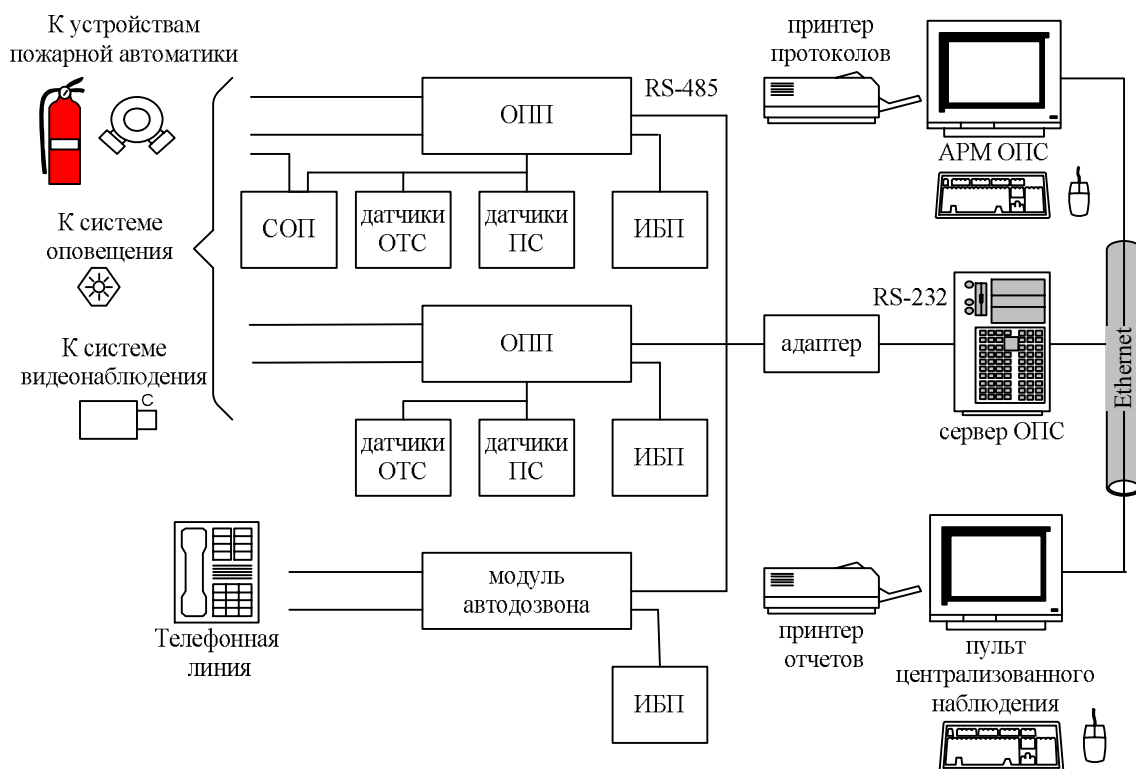 К устройствам
пожарной автоматики
К системе
оповещения
К системе
видеонаблюдения
C
ОПП
RS-485
СОП
датчики
ОТС
датчики
ПС
ИБП
ОПП
датчики
ОТС
датчики
ПС
ИБП
Телефонная
линия
модуль
автодозвона
ИБП
принтер
протоколов
АРМ ОПС
адаптер
RS-232
сервер ОПС
Ethernet
принтер
отчетов
пульт
централизованного
наблюдения